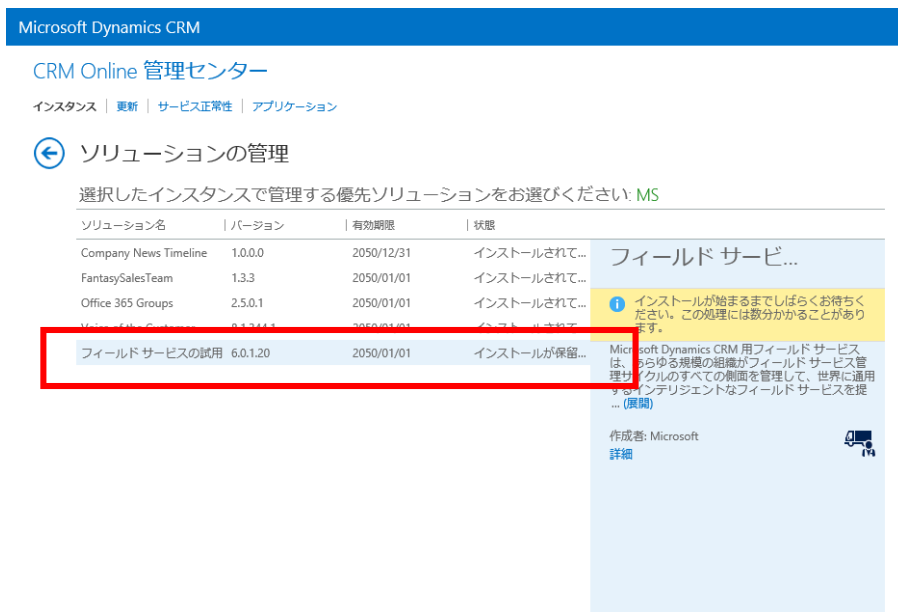 Microsoft Dynamics CRM
CRM Online 管理センター
インスタンス | 更新 | サービス正常性 | アプリケーション
ソリューションの管理
選択したインスタンスで管理する優先ソリューションをお選びください: MS
ソリューション名 | バージョン | 有効期限 | 状態
Company News Timeline 1.0.0.0 2050/12/31 インストールされて...
FantasySalesTeam 1.3.3 2050/01/01 インストールされて...
Office 365 Groups 2.5.0.1 2050/01/01 インストールされて...
Voice of the Customer 2050/01/01 インストールされて...
フィールド サービスの試用 6.0.1.20 2050/01/01 インストールが保留...
フィールド サービ...
インストールが始まるまでしばらくお待ちく
ださい。この処理には数分かかることがあり
ます。
Microsoft Dynamics CRM 用フィールド サービス
は、あらゆる規模の組織がフィールド サービス管
理サイクルのすべての側面を管理して、世界に通用
するインテリジェントなフィールド サービスを提
... (展開)
作成者: Microsoft
詳細